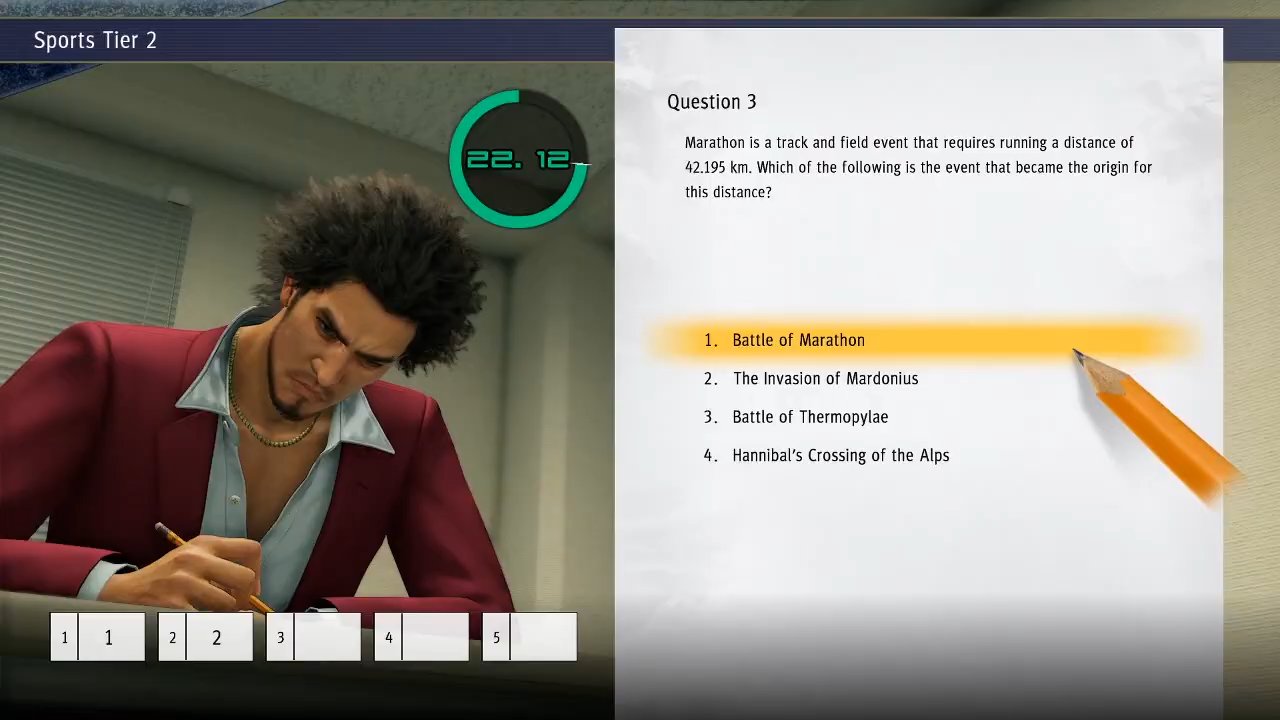 Sports Tier 2
22. 12
Question 3
Marathon is a track and field event that requires running a distance of
42.195 km. Which of the following is the event that became the origin for
this distance?
1. Battle of Marathon
2. The Invasion of Mardonius
3. Battle of Thermopylae
4. Hannibal's Crossing of the Alps
1 1 2 2 3 4 5